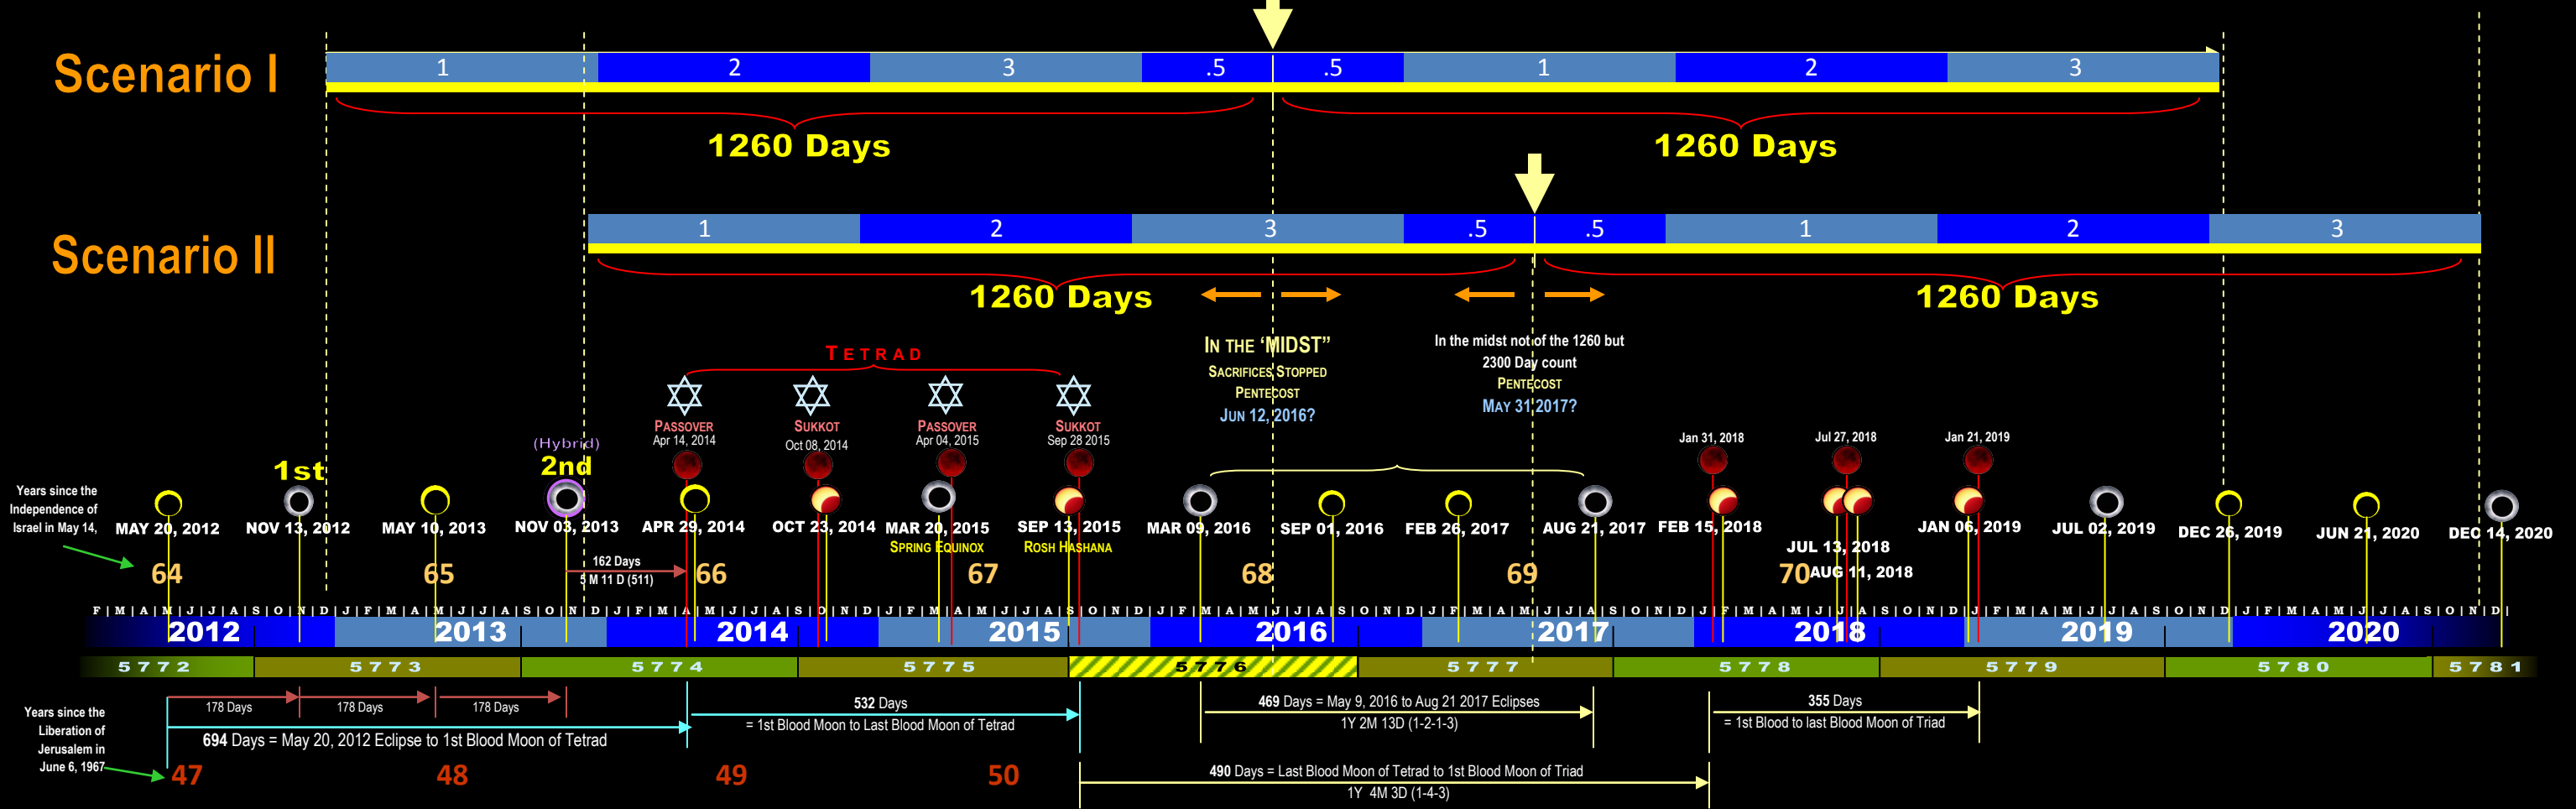 Scenario I
1 2 3 .5 .5 1 2 3
1260 Days 1260 Days
Scenario II
1 2 3 .5 .5 1 2 3
1260 Days 1260 Days
TETRAD
IN THE ‘MIDST”
SACRIFICES STOPPED
PENTECOST
JUN 12, 2016?
In the midst not of the 1260 but
2300 Day count
PENTECOST
MAY 31 2017?
PASSOVER
Apr 14, 2014
SUKKOT
Oct 08, 2014
PASSOVER
Apr 04, 2015
SUKKOT
Sep 28 2015
Jan 31, 2018
Jul 27, 2018
Jan 21, 2019
1st
(Hybrid)
2nd
Years since the
Independence of
Israel in May 14,
MAY 20, 2012
NOV 13, 2012
MAY 10, 2013
NOV 03, 2013
APR 29, 2014
OCT 23, 2014
MAR 20, 2015
SPRING EQUINOX
SEP 13, 2015
ROSH HASHANA
MAR 09, 2016
SEP 01, 2016
FEB 26, 2017
AUG 21, 2017
FEB 15, 2018
JUL 13, 2018
AUG 11, 2018
JAN 06, 2019
JUL 02, 2019
DEC 26, 2019
JUN 21, 2020
DEC 14, 2020
162 Days
5 M 11 D (511)
64 65 66 67 68 69 70
F | M | A | M | J | J | A | S | O | N | D | J | F | M | A | M | J | J | A | S | O | N | D | J | F | M | A | M | J | J | A | S | O | N | D | J | F | M | A | M | J | J | A | S | O | N | D | J | F | M | A | M | J | J | A | S | O | N | D | J | F | M | A | M | J | J | A | S | O | N | D | J | F | M | A | M | J | J | A | S | O | N | D | J | F | M | A | M | J | J | A | S | O | N | D | J | F | M | A | M | J | J | A | S | O | N | D |
2012 2013 2014 2015 2016 2017 2018 2019 2020
5772 5773 5774 5775 5776 5777 5778 5779 5780 5781
178 Days 178 Days 178 Days
694 Days = May 20, 2012 Eclipse to 1st Blood Moon of Tetrad
532 Days
= 1st Blood Moon to Last Blood Moon of Tetrad
469 Days = May 9, 2016 to Aug 21 2017 Eclipses
1Y 2M 13D (1-2-1-3)
355 Days
= 1st Blood to last Blood Moon of Triad
490 Days = Last Blood Moon of Tetrad to 1st Blood Moon of Triad
1Y 4M 3D (1-4-3)
Years since the
Liberation of
Jerusalem in
June 6, 1967
47 48 49 50